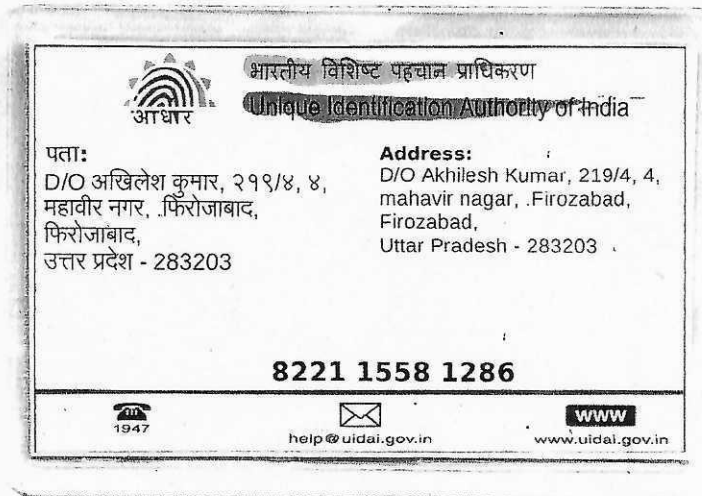 भारतीय विशिष्ट पहचान प्राधिकरण
Unique Identification Authority of India
आधार
पता:
D/O अखिलेश कुमार, २१९/४, ४,
महावीर नगर, .फिरोजाबाद,
फिरोजाबाद,
उत्तर प्रदेश - 283203
Address:
D/O Akhilesh Kumar, 219/4, 4,
mahavir nagar, .Firozabad,
Firozabad,
Uttar Pradesh - 283203
8221 1558 1286
1947
help@uidai.gov.in
WWW
www.uidai.gov.in